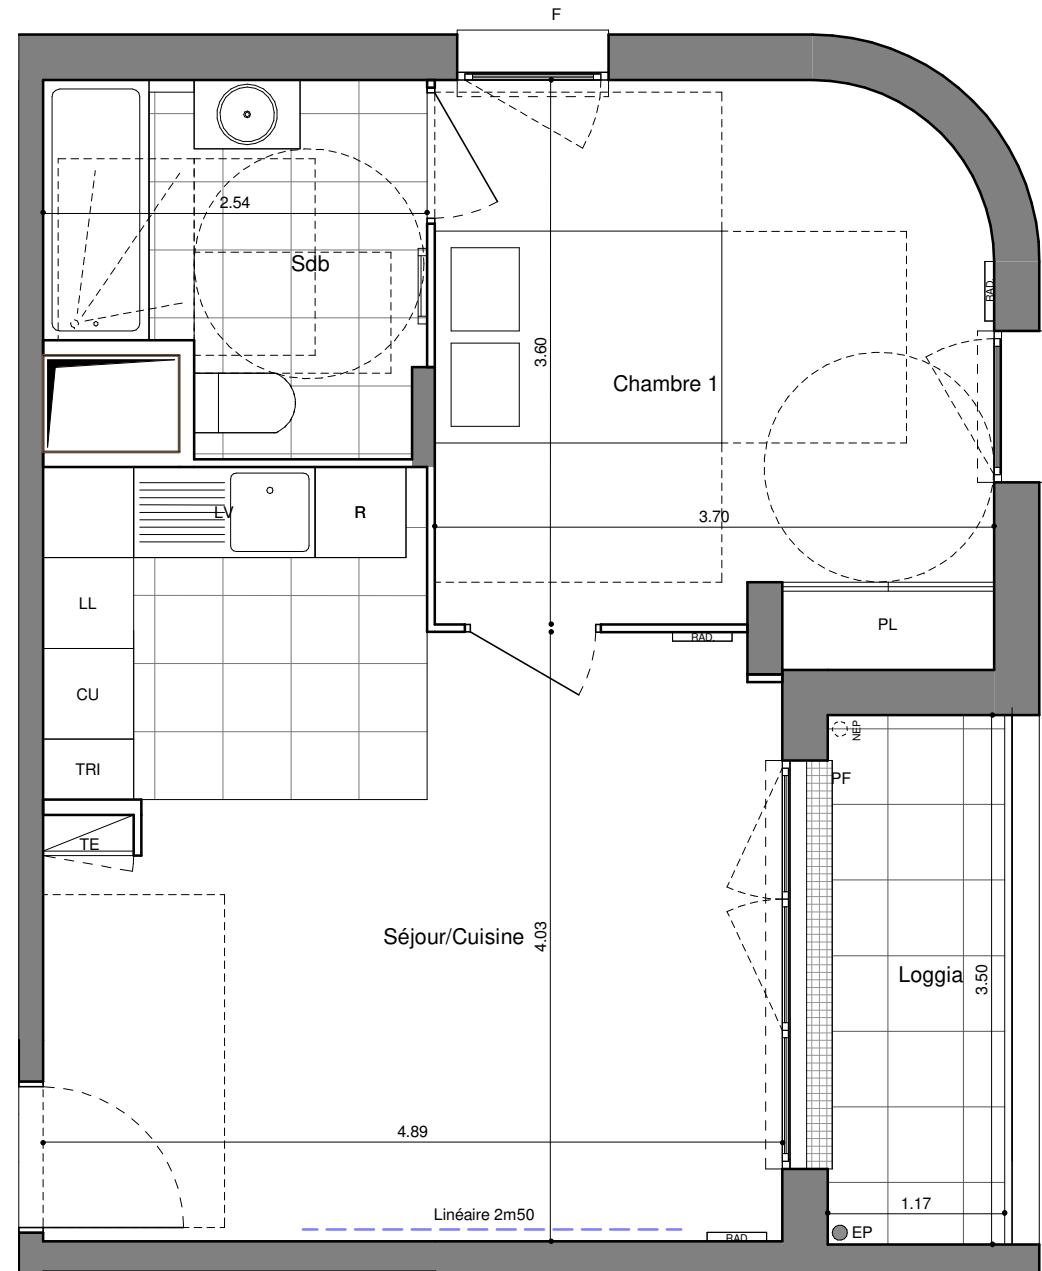 F
2.54
Sdb
RAD.
3.60
Chambre 1
LV
R
3.70
LL
PL
RAD.
CU
NEP
TRI
PF
TE
Séjour/Cuisine
4.03
Loggia
3.50
4.89
1.17
Linéaire 2m50
EP
RAD.